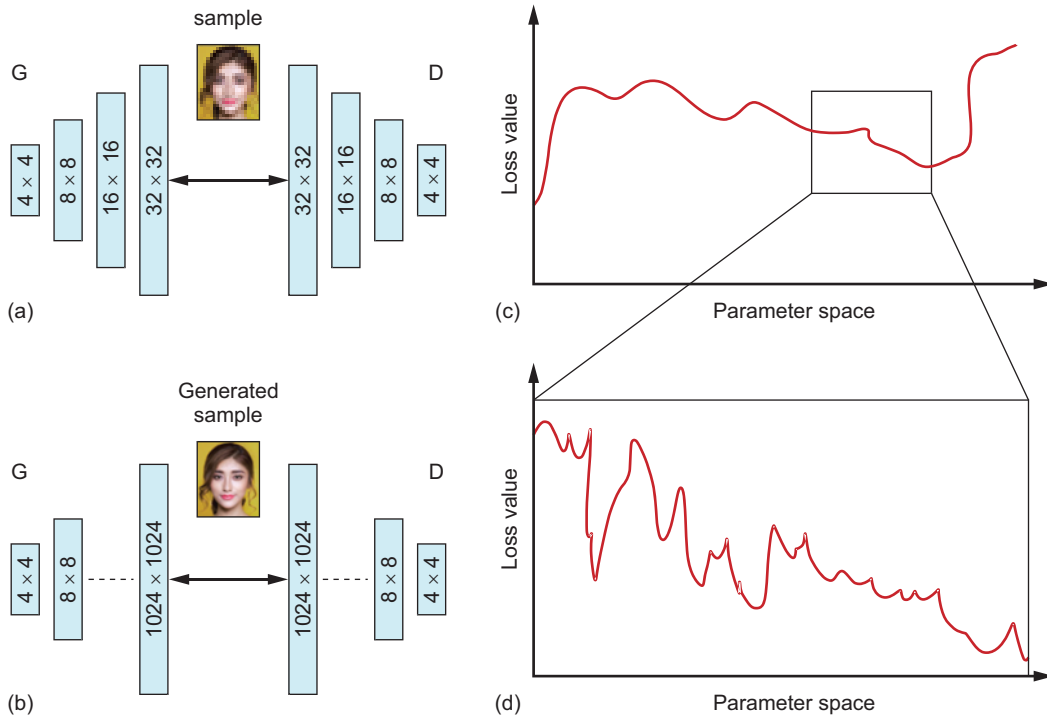 sample
G
D
4 × 4
8 × 8
16 × 16
32 × 32
32 × 32
16 × 16
8 × 8
4 × 4
(a)
Loss value
Parameter space
(c)
Generated
sample
G
D
4 × 4
8 × 8
1024 × 1024
1024 × 1024
8 × 8
4 × 4
(b)
Loss value
Parameter space
(d)